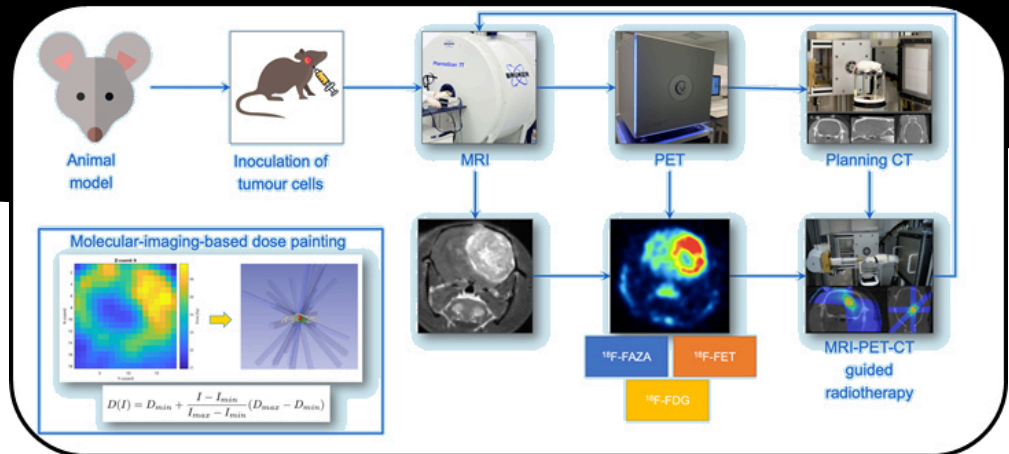 Animal
model
Inoculation of
tumour cells
BRUKER
MRI
PET
Planning CT
Molecular-imaging-based dose painting
D(I) = D_min + (I − I_min)/(I_max − I_min) (D_max − D_min)
¹⁸F-FAZA
¹⁸F-FET
¹⁸F-FDG
MRI-PET-CT
guided
radiotherapy